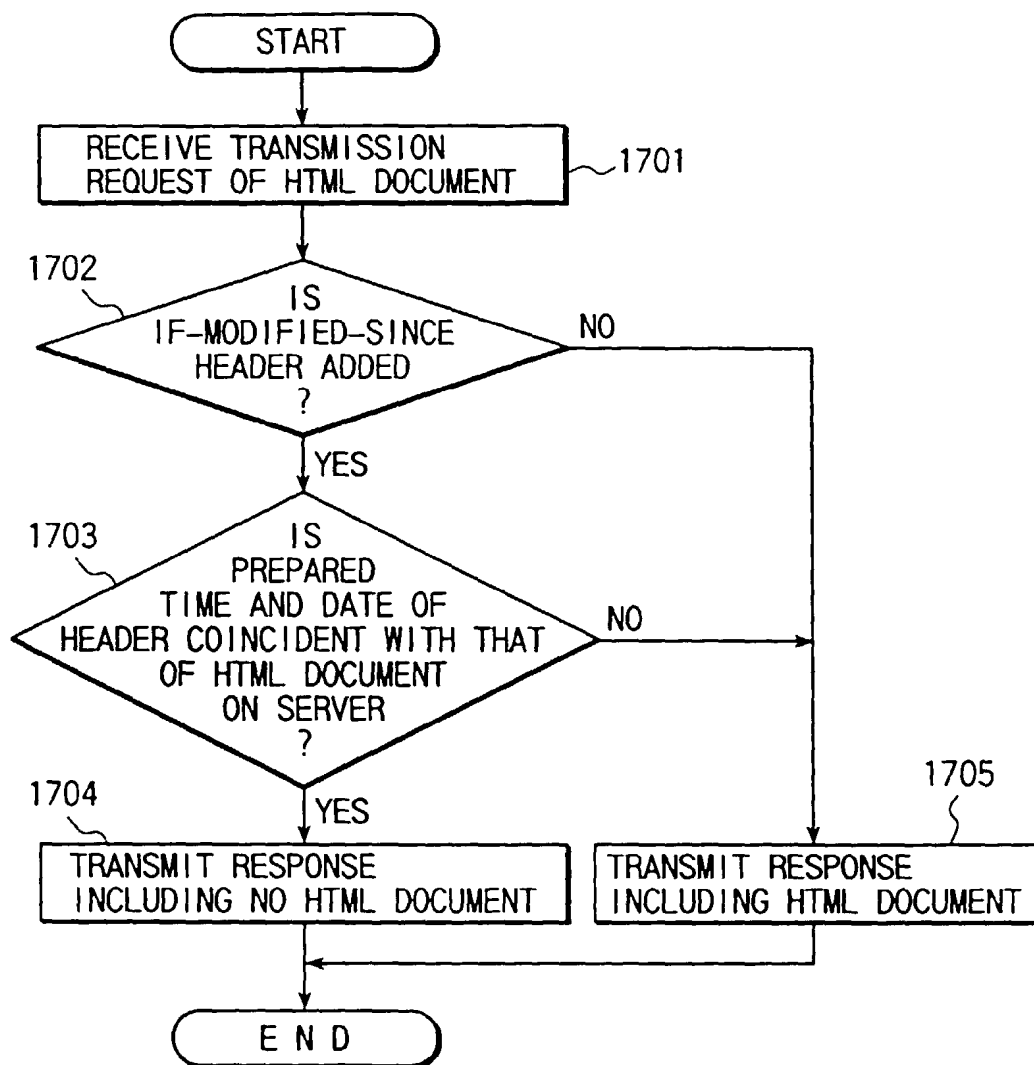 START
RECEIVE TRANSMISSION
REQUEST OF HTML DOCUMENT
1701
1702
IS
IF-MODIFIED-SINCE
HEADER ADDED
?
NO
YES
1703
IS
PREPARED
TIME AND DATE OF
HEADER COINCIDENT WITH THAT
OF HTML DOCUMENT
ON SERVER
?
NO
YES
1704
TRANSMIT RESPONSE
INCLUDING NO HTML DOCUMENT
1705
TRANSMIT RESPONSE
INCLUDING HTML DOCUMENT
END